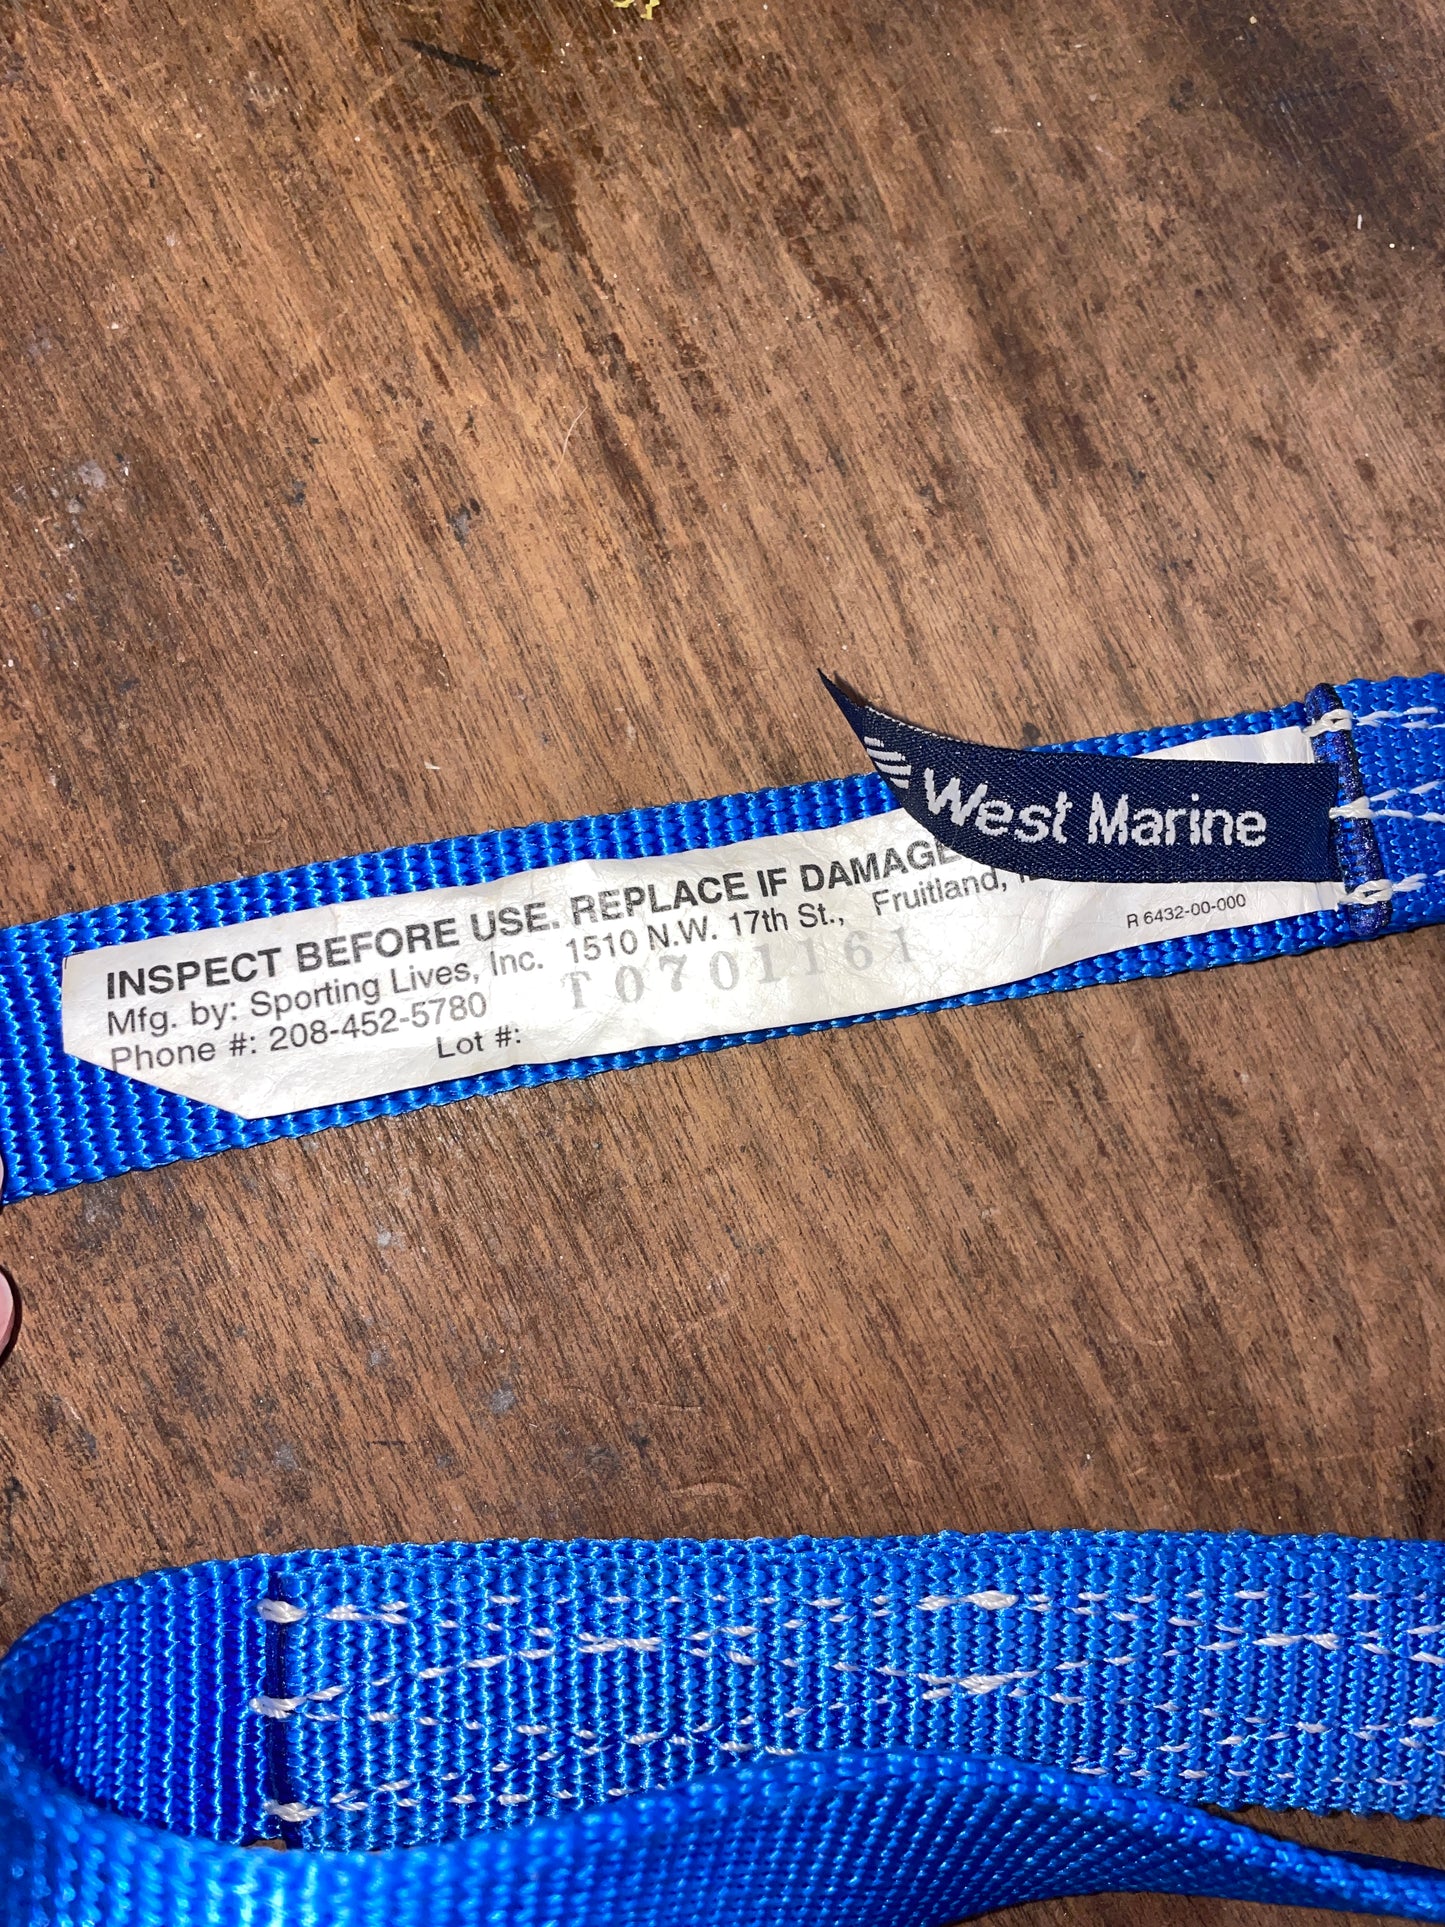 West Marine
INSPECT BEFORE USE. REPLACE IF DAMAGE
Mfg. by: Sporting Lives, Inc. 1510 N.W. 17th St., Fruitland,
Phone #: 208-452-5780
Lot #: T0701161
R 6432-00-000